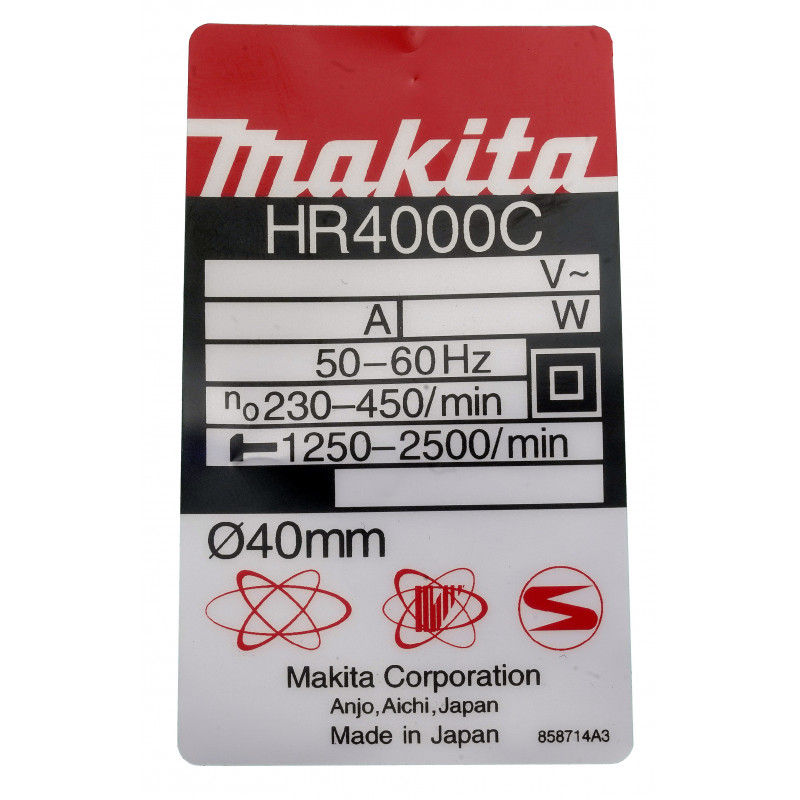 makita
HR4000C
V~
A W
50–60Hz
n₀230–450/min
1250–2500/min
Ø40mm
Makita Corporation
Anjo, Aichi, Japan
Made in Japan 858714A3